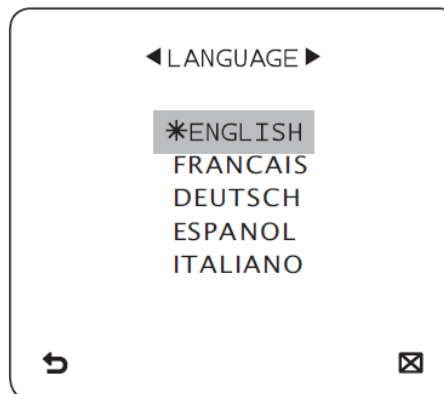 ◀LANGUAGE▶
✳ENGLISH
FRANCAIS
DEUTSCH
ESPANOL
ITALIANO